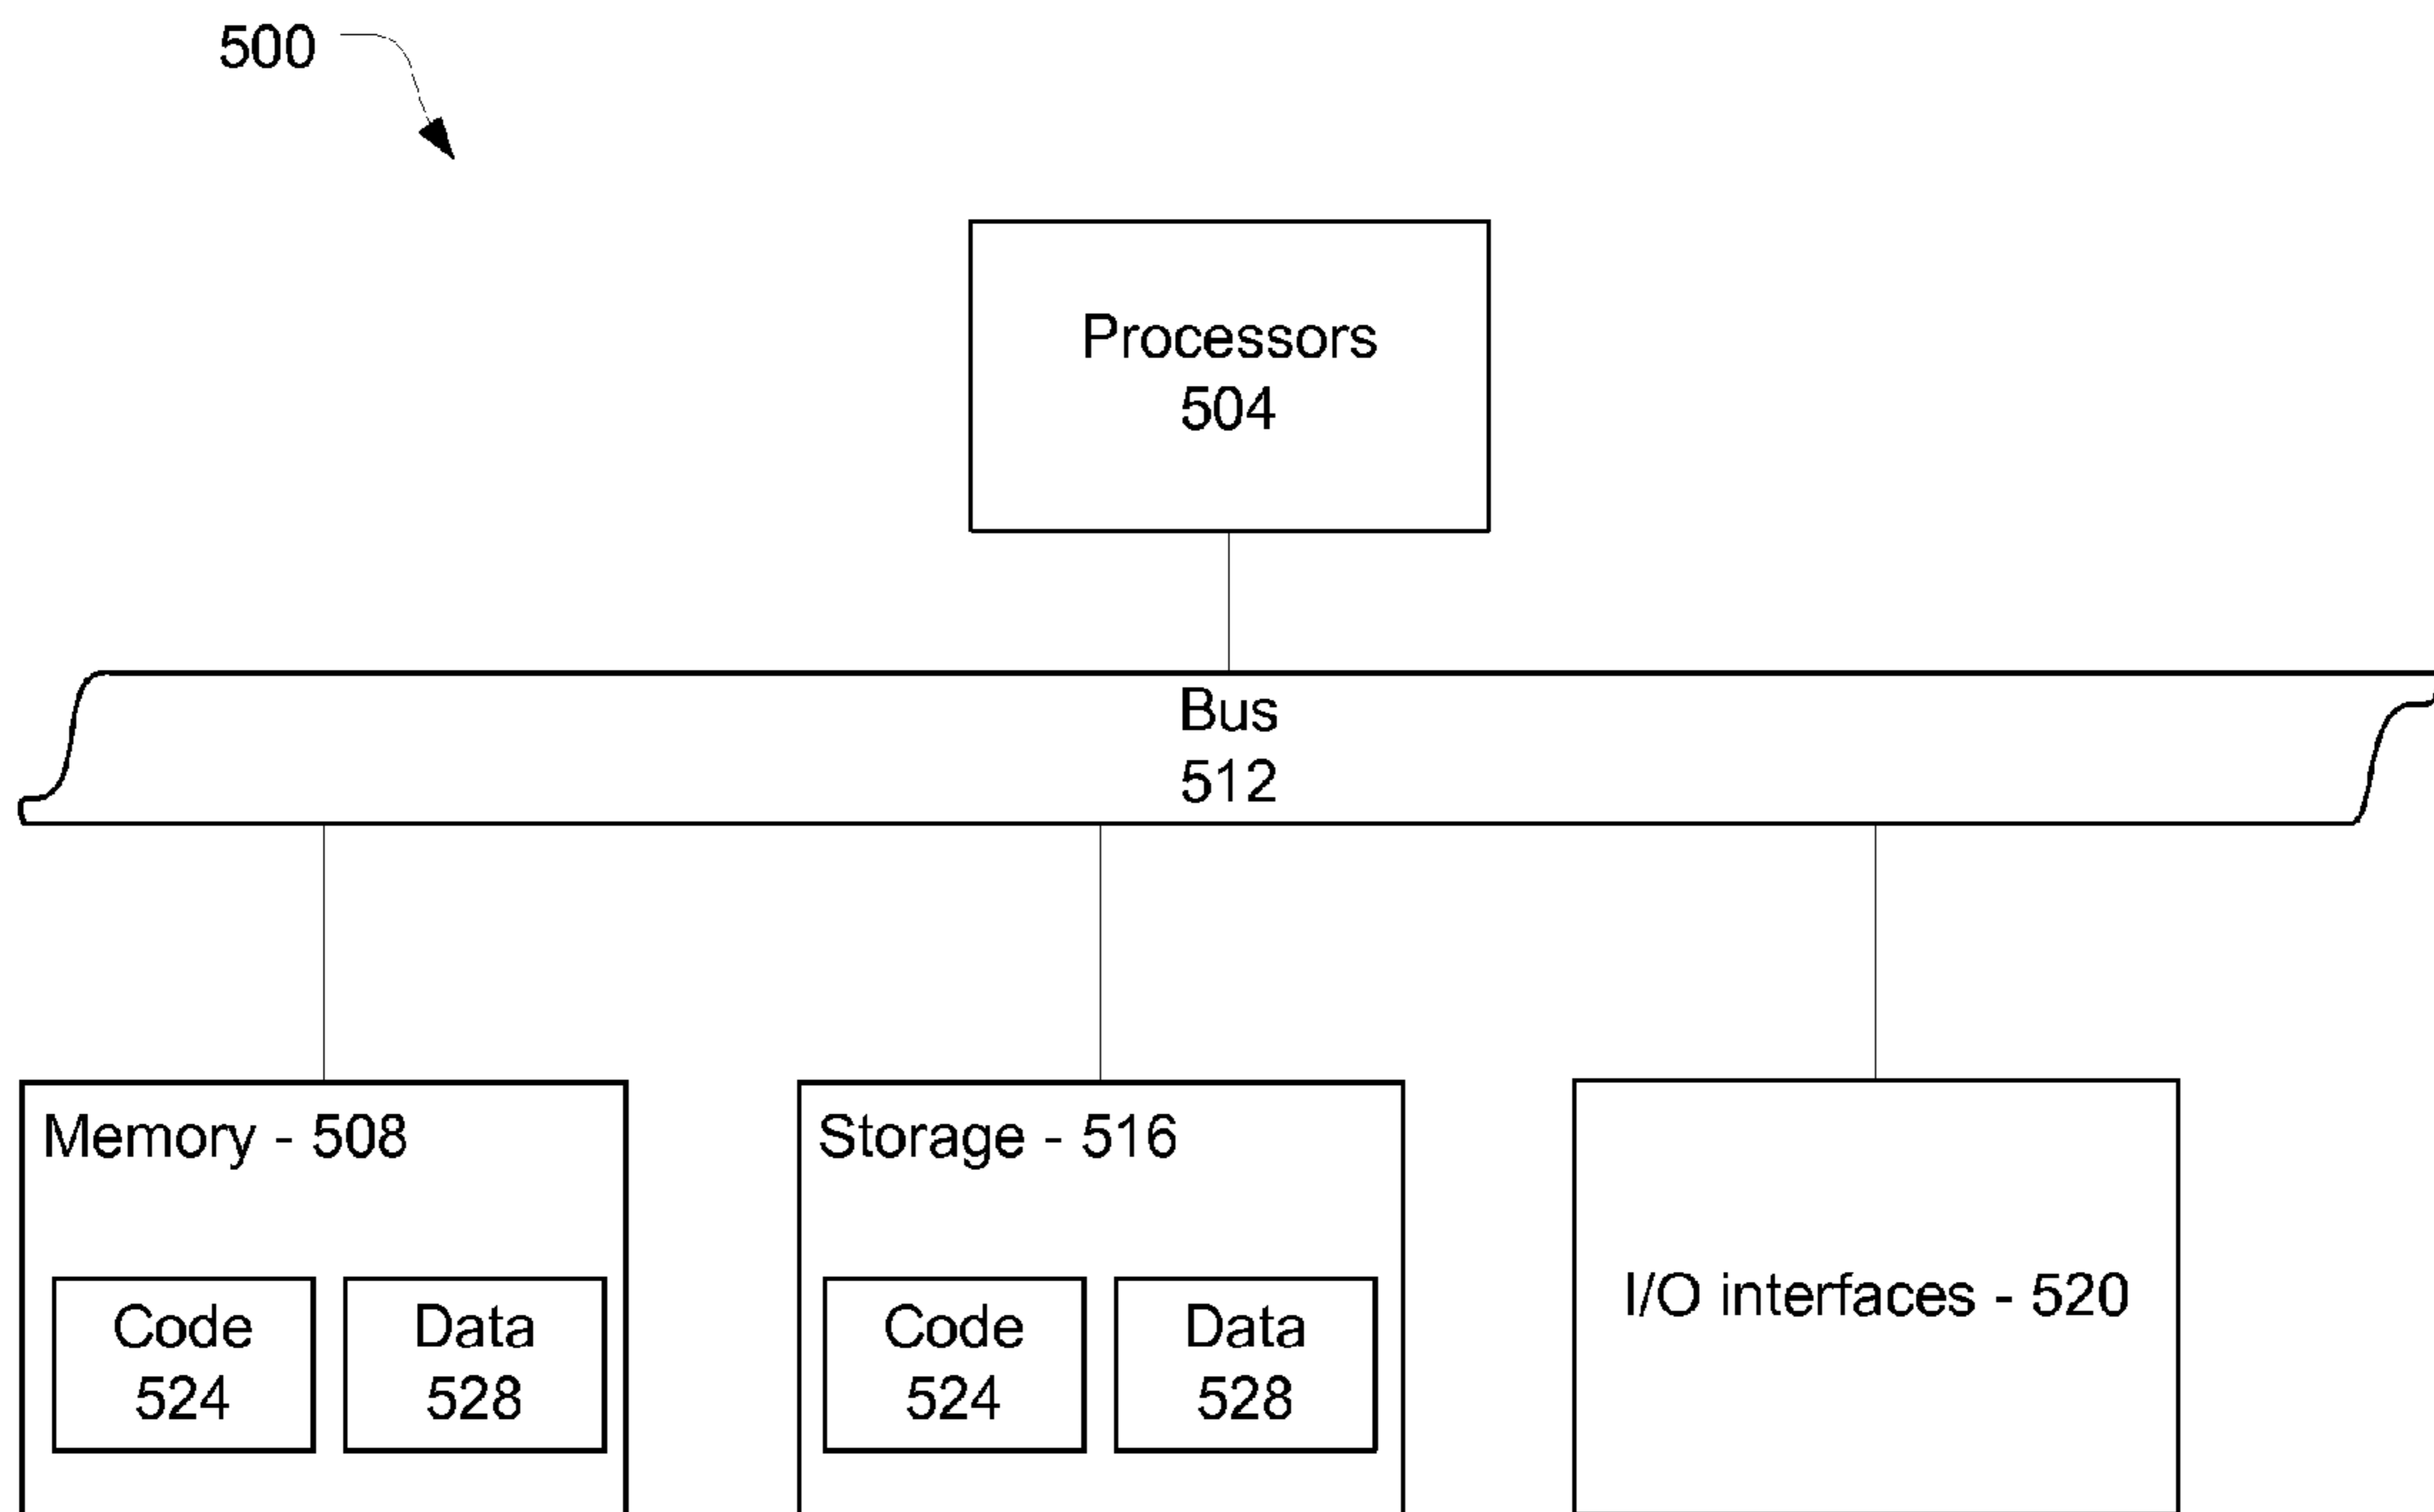 500
Processors
504
Bus
512
Memory - 508
Storage - 516
I/O interfaces - 520
Code
524
Data
528
Code
524
Data
528